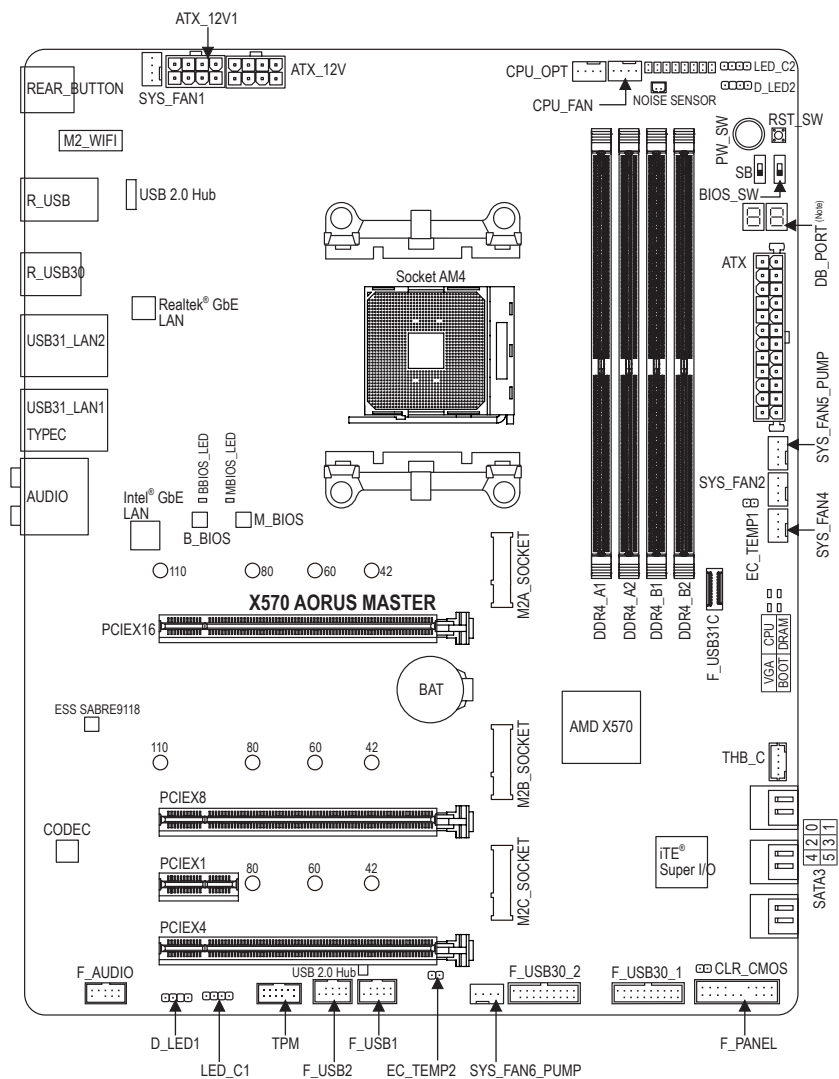 ATX_12V1
ATX_12V
CPU_OPT
LED_C2
REAR_BUTTON
SYS_FAN1
CPU_FAN
NOISE SENSOR
D_LED2
M2_WIFI
PW_SW
RST_SW
SB
R_USB
USB 2.0 Hub
BIOS_SW
DB_PORT (Note)
R_USB30
Socket AM4
ATX
Realtek® GbE
LAN
USB31_LAN2
USB31_LAN1
TYPEC
SYS_FAN5_PUMP
BBIOS_LED
MBIOS_LED
AUDIO
Intel® GbE
LAN
B_BIOS
M_BIOS
SYS_FAN2
EC_TEMP1
SYS_FAN4
110
80
60
42
M2A_SOCKET
DDR4_A1
DDR4_A2
DDR4_B1
DDR4_B2
F_USB31C
X570 AORUS MASTER
PCIEX16
CPU
DRAM
VGA
BOOT
BAT
ESS SABRE9118
AMD X570
110
80
60
42
M2B_SOCKET
THB_C
PCIEX8
CODEC
iTE®
Super I/O
4 2 0
5 3 1
SATA3
PCIEX1
80
60
42
M2C_SOCKET
PCIEX4
F_AUDIO
USB 2.0 Hub
F_USB30_2
F_USB30_1
CLR_CMOS
D_LED1
LED_C1
TPM
F_USB2
F_USB1
EC_TEMP2
SYS_FAN6_PUMP
F_PANEL